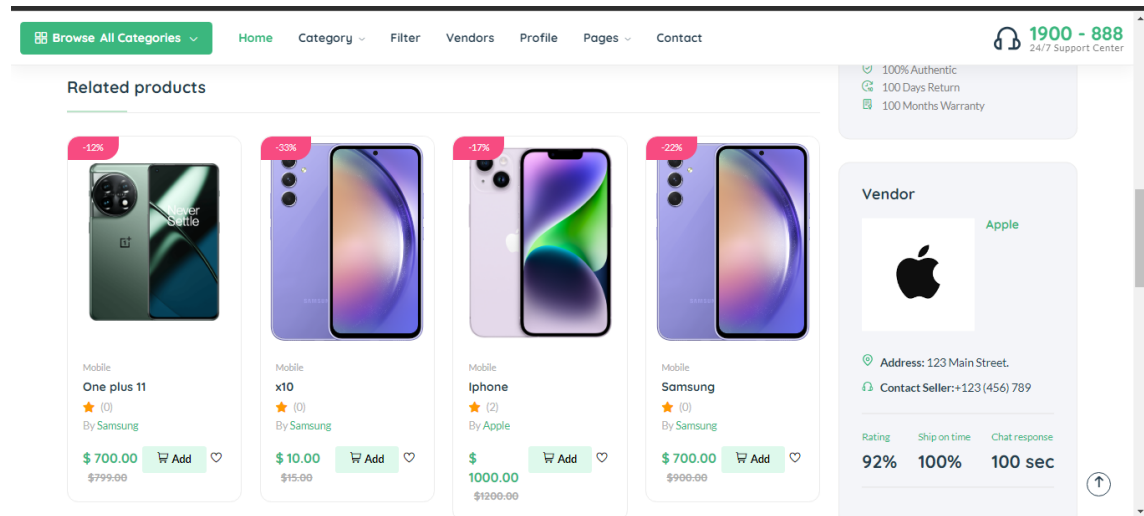 Browse All Categories
Home Category Filter Vendors Profile Pages Contact
1900 - 888
24/7 Support Center
Related products
-12%
Never
Settle
Mobile
One plus 11
(0)
By Samsung
$ 700.00
$799.00
Add
-33%
SAMSUNG
Mobile
x10
(0)
By Samsung
$ 10.00
$15.00
Add
-17%
Mobile
Iphone
(2)
By Apple
$
1000.00
$1200.00
Add
-22%
SAMSUNG
Mobile
Samsung
(0)
By Samsung
$ 700.00
$900.00
Add
100% Authentic
100 Days Return
100 Months Warranty
Vendor
Apple
Address: 123 Main Street.
Contact Seller:+123 (456) 789
Rating Ship on time Chat response
92% 100% 100 sec